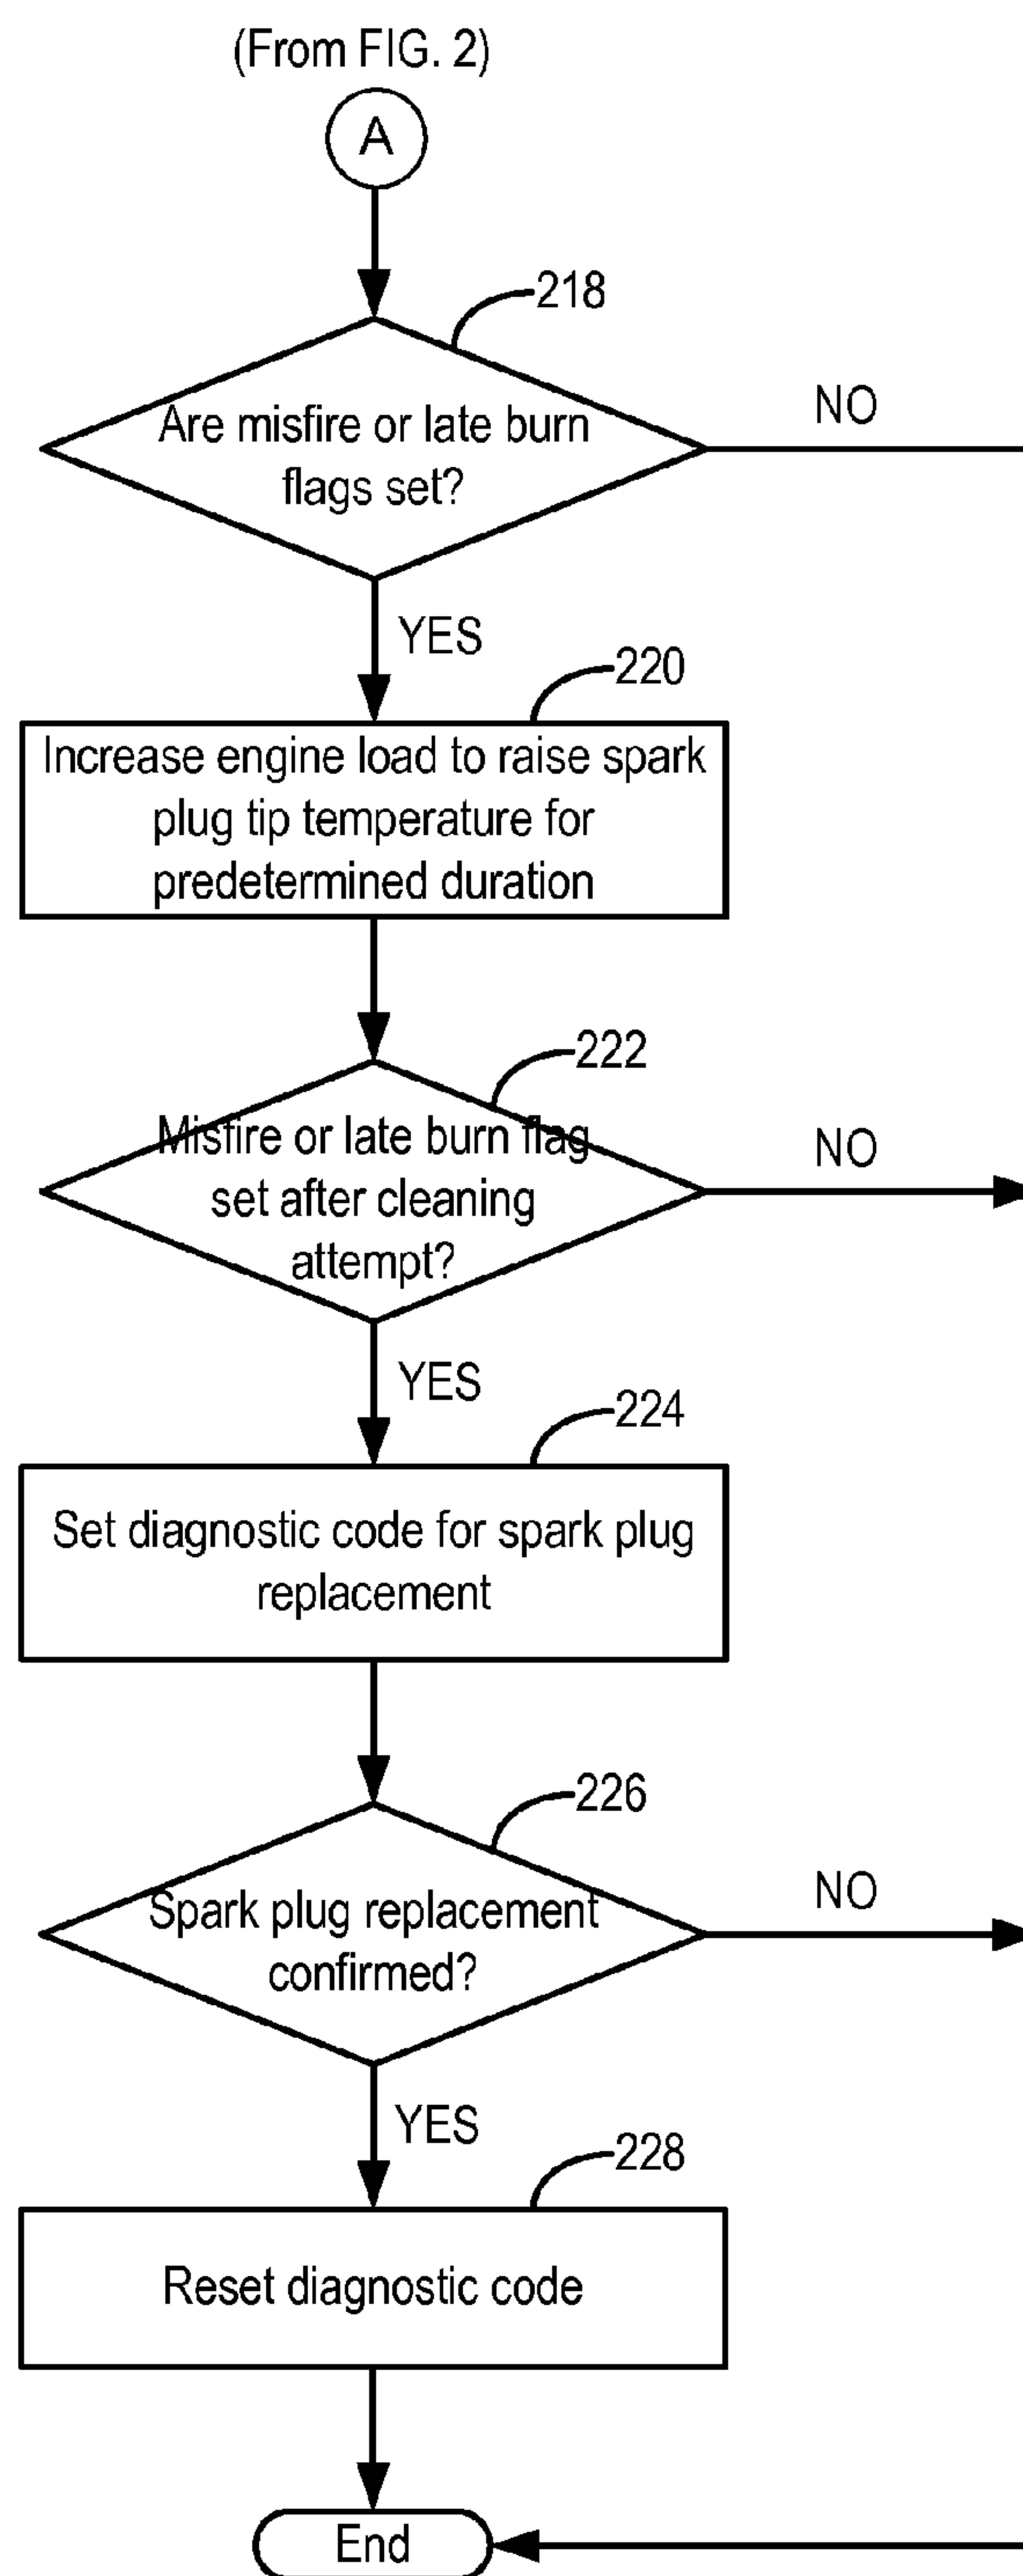 (From FIG. 2)
A
218
Are misfire or late burn
flags set?
NO
YES
220
Increase engine load to raise spark
plug tip temperature for
predetermined duration
222
Misfire or late burn flag
set after cleaning
attempt?
NO
YES
224
Set diagnostic code for spark plug
replacement
226
Spark plug replacement
confirmed?
NO
YES
228
Reset diagnostic code
End